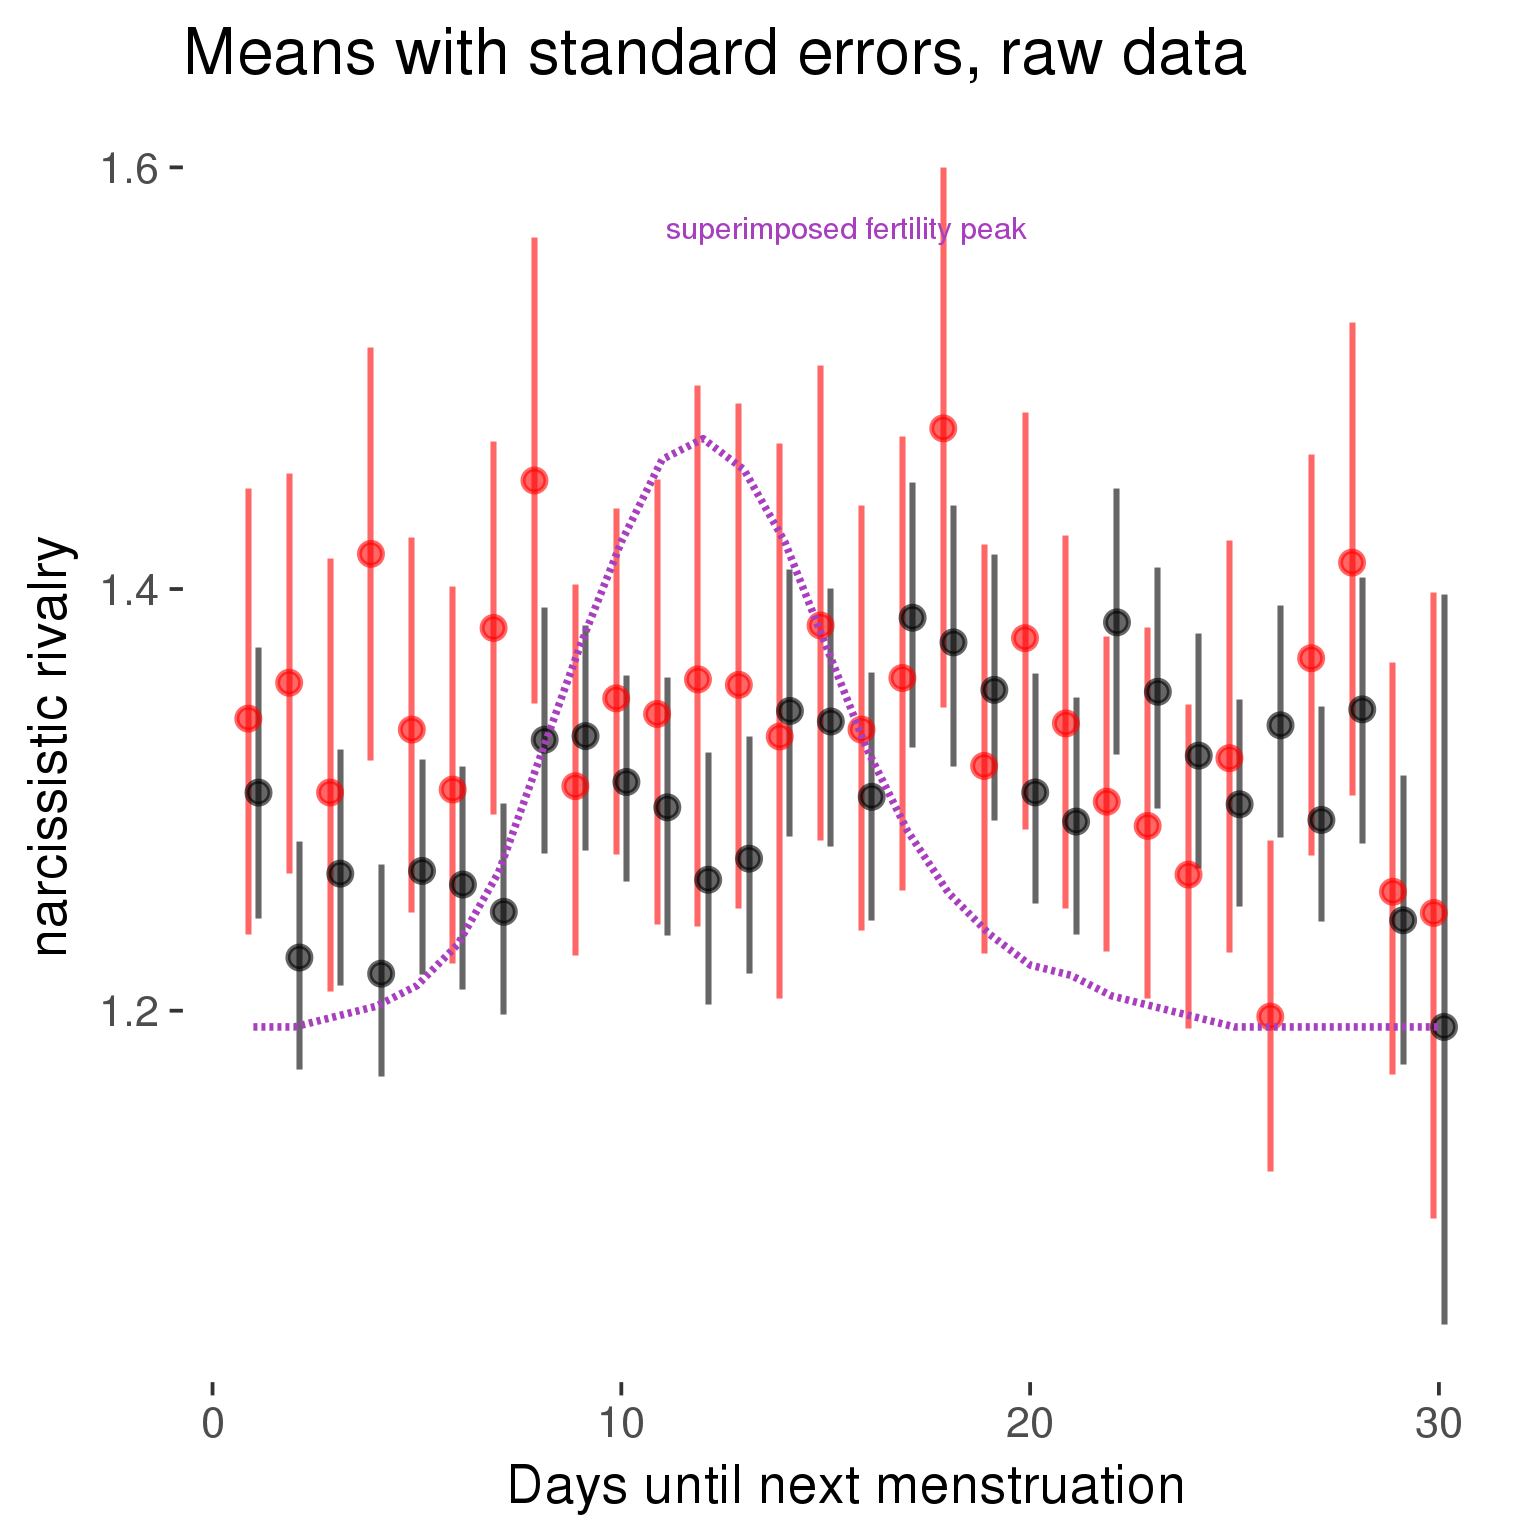 Means with standard errors, raw data
1.6
superimposed fertility peak
1.4
1.2
narcissistic rivalry
0 10 20 30
Days until next menstruation